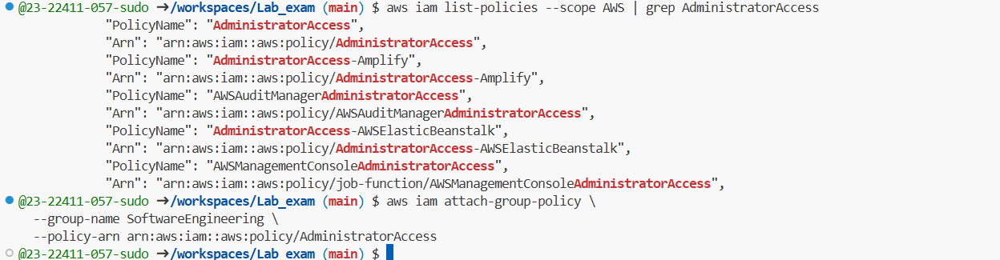 @23-22411-057-sudo ➜/workspaces/Lab_exam (main) $ aws iam list-policies --scope AWS | grep AdministratorAccess
"PolicyName": "AdministratorAccess",
"Arn": "arn:aws:iam::aws:policy/AdministratorAccess",
"PolicyName": "AdministratorAccess-Amplify",
"Arn": "arn:aws:iam::aws:policy/AdministratorAccess-Amplify",
"PolicyName": "AWSAuditManagerAdministratorAccess",
"Arn": "arn:aws:iam::aws:policy/AWSAuditManagerAdministratorAccess",
"PolicyName": "AdministratorAccess-AWSElasticBeanstalk",
"Arn": "arn:aws:iam::aws:policy/AdministratorAccess-AWSElasticBeanstalk",
"PolicyName": "AWSManagementConsoleAdministratorAccess",
"Arn": "arn:aws:iam::aws:policy/job-function/AWSManagementConsoleAdministratorAccess",
@23-22411-057-sudo ➜/workspaces/Lab_exam (main) $ aws iam attach-group-policy \
--group-name SoftwareEngineering \
--policy-arn arn:aws:iam::aws:policy/AdministratorAccess
@23-22411-057-sudo ➜/workspaces/Lab_exam (main) $